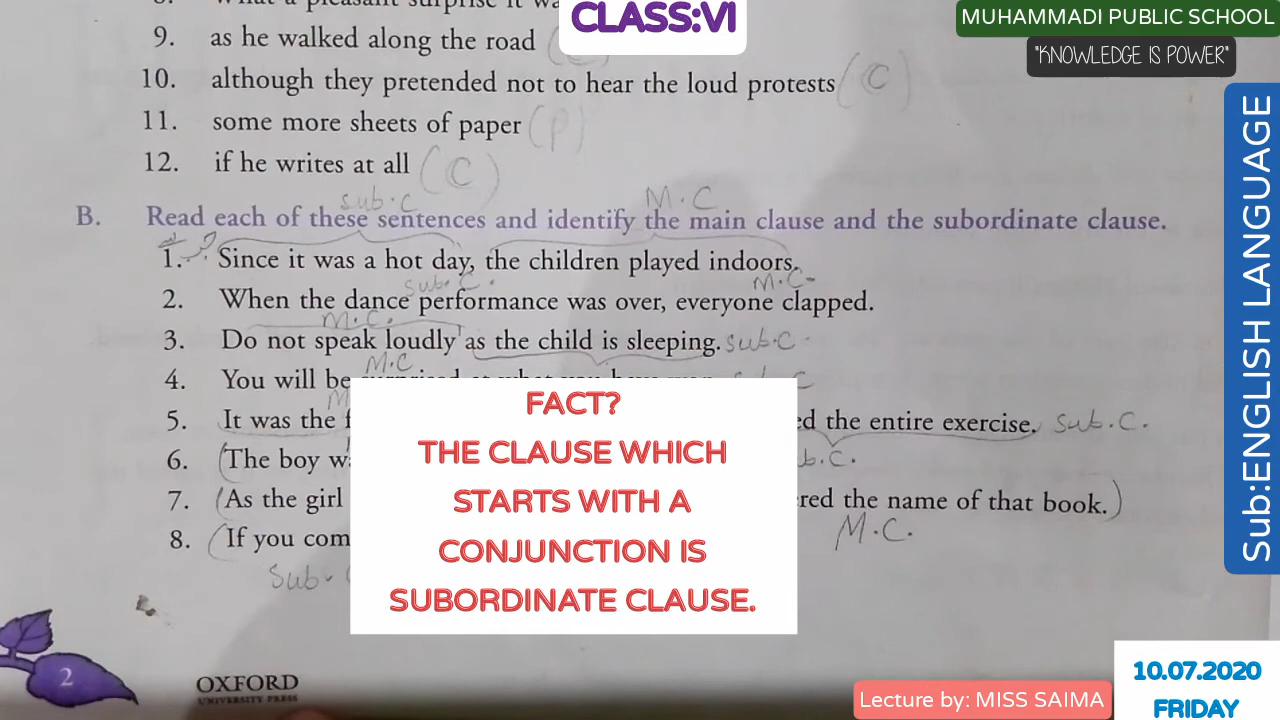 CLASS:VI
MUHAMMADI PUBLIC SCHOOL
"KNOWLEDGE IS POWER"
Sub:ENGLISH LANGUAGE
9. as he walked along the road
10. although they pretended not to hear the loud protests (C)
11. some more sheets of paper (P)
12. if he writes at all (C)
sub.C M.C
B. Read each of these sentences and identify the main clause and the subordinate clause.
1. Since it was a hot day, the children played indoors.
sub.C. M.C.
2. When the dance performance was over, everyone clapped.
M.C.
3. Do not speak loudly as the child is sleeping. sub.C
M.C
4. You will be
5. It was the the entire exercise. sub.C.
6. (The boy
7. (As the girl the name of that book.)
M.C.
8. (If you
Sub.
FACT?
THE CLAUSE WHICH
STARTS WITH A
CONJUNCTION IS
SUBORDINATE CLAUSE.
2
OXFORD
UNIVERSITY PRESS
Lecture by: MISS SAIMA
10.07.2020
FRIDAY